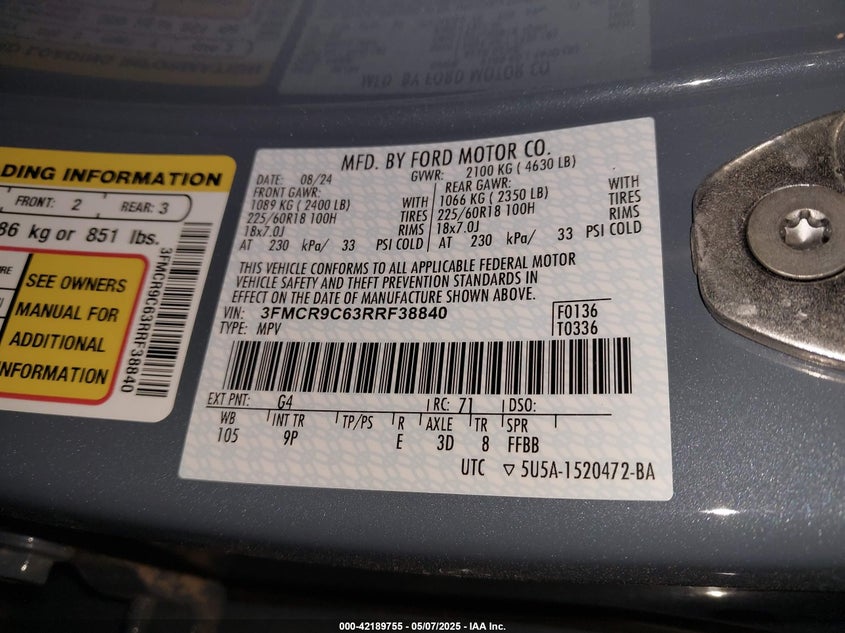 DING INFORMATION
FRONT: 2 REAR: 3
86 kg or 851 lbs.
SEE OWNERS
MANUAL FOR
ADDITIONAL
INFORMATION
3FMCR9C63RRF38840
MFD. BY FORD MOTOR CO.
DATE: 08/24 GVWR: 2100 KG ( 4630 LB)
FRONT GAWR: REAR GAWR:
1089 KG ( 2400 LB) WITH 1066 KG ( 2350 LB) WITH
225/60R18 100H TIRES 225/60R18 100H TIRES
18x7.0J RIMS 18x7.0J RIMS
AT 230 kPa/ 33 PSI COLD AT 230 kPa/ 33 PSI COLD
THIS VEHICLE CONFORMS TO ALL APPLICABLE FEDERAL MOTOR
VEHICLE SAFETY AND THEFT PREVENTION STANDARDS IN
EFFECT ON THE DATE OF MANUFACTURE SHOWN ABOVE.
VIN: 3FMCR9C63RRF38840 F0136
TYPE: MPV T0336
EXT PNT: G4 RC: 71 DSO:
WB INT TR TP/PS R AXLE TR SPR
105 9P E 3D 8 FFBB
UTC ▽ 5U5A-1520472-BA
000-42189755 - 05/07/2025 - IAA Inc.